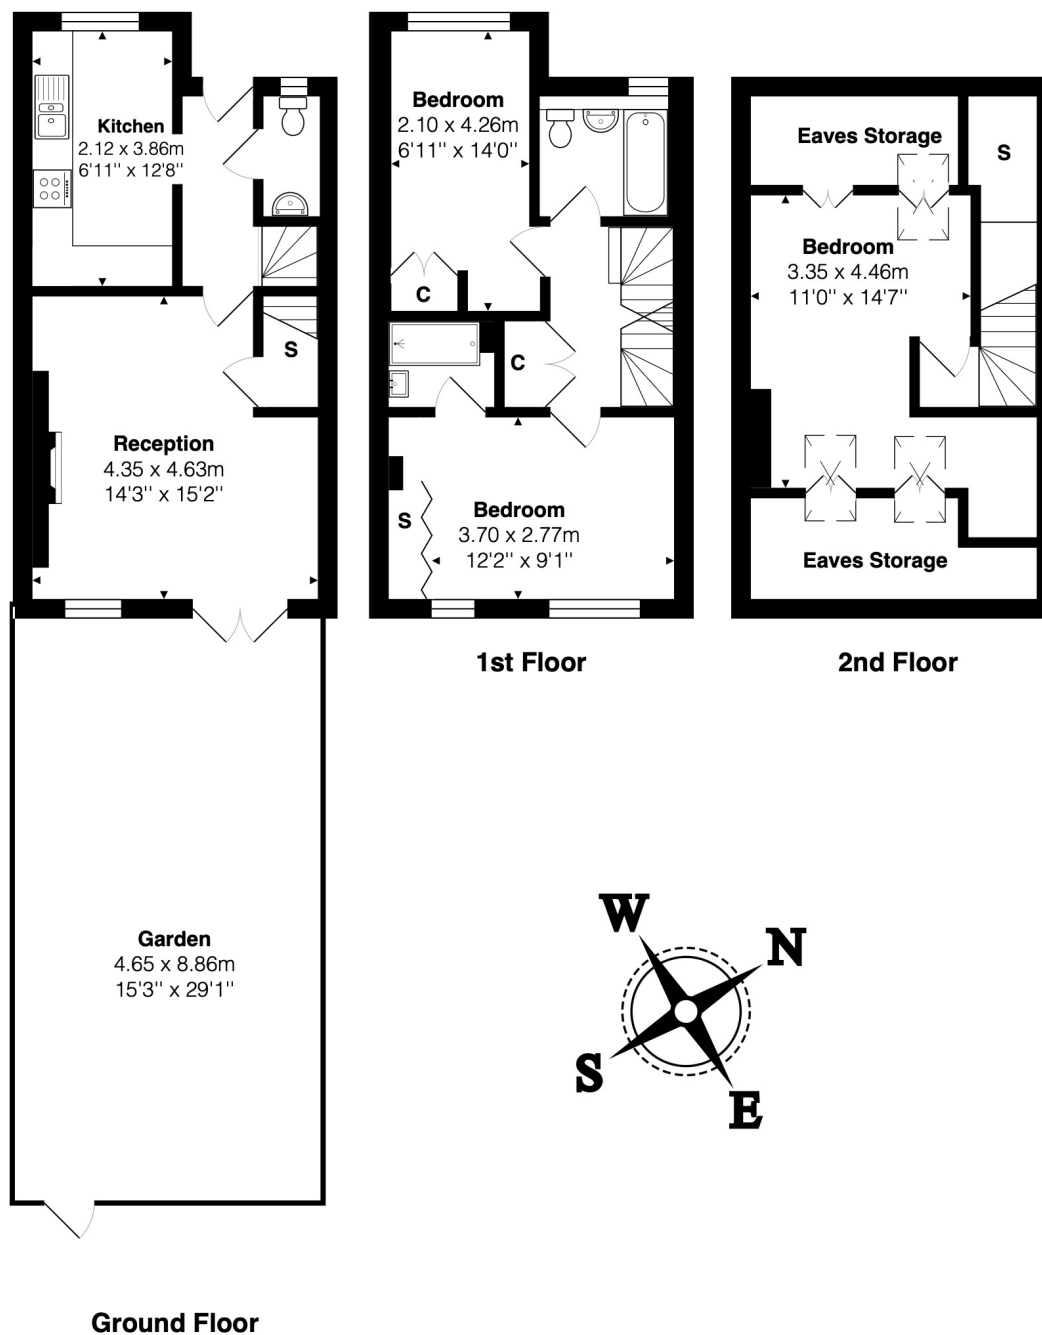 Kitchen
2.12 x 3.86m
6'11'' x 12'8''
S
Reception
4.35 x 4.63m
14'3'' x 15'2''
Garden
4.65 x 8.86m
15'3'' x 29'1''
Ground Floor
Bedroom
2.10 x 4.26m
6'11'' x 14'0''
C
C
S
Bedroom
3.70 x 2.77m
12'2'' x 9'1''
1st Floor
Eaves Storage
S
Bedroom
3.35 x 4.46m
11'0'' x 14'7''
Eaves Storage
2nd Floor
W
N
S
E